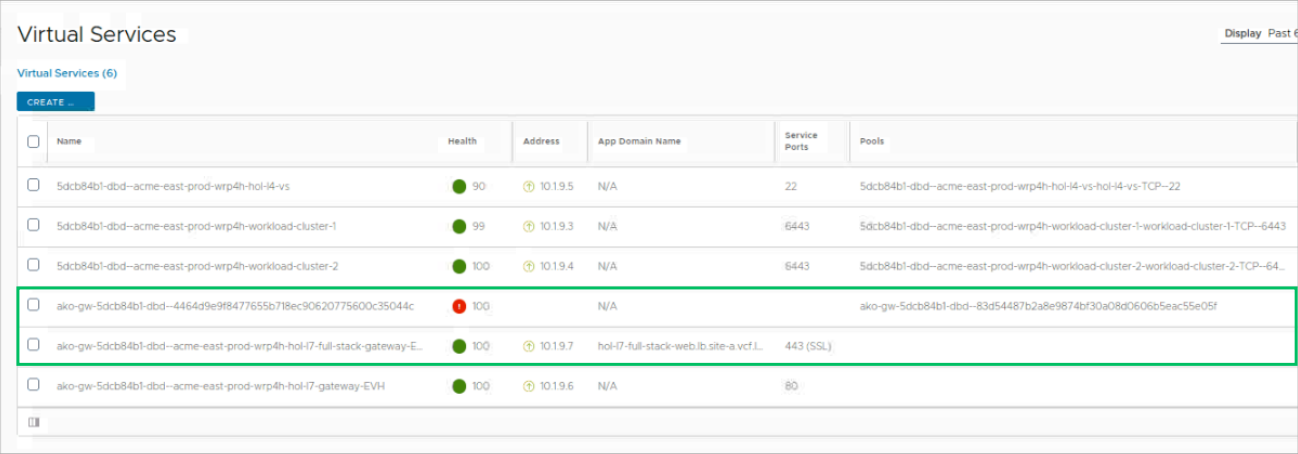 Virtual Services
Display Past 6
Virtual Services (6)
CREATE ...
Name Health Address App Domain Name Service Ports Pools
5dcb84b1-dbd--acme-east-prod-wrp4h-hol-l4-vs 90 10.1.9.5 N/A 22 5dcb84b1-dbd--acme-east-prod-wrp4h-hol-l4-vs-hol-l4-vs-TCP--22
5dcb84b1-dbd--acme-east-prod-wrp4h-workload-cluster-1 99 10.1.9.3 N/A 6443 5dcb84b1-dbd--acme-east-prod-wrp4h-workload-cluster-1-workload-cluster-1-TCP--6443
5dcb84b1-dbd--acme-east-prod-wrp4h-workload-cluster-2 100 10.1.9.4 N/A 6443 5dcb84b1-dbd--acme-east-prod-wrp4h-workload-cluster-2-workload-cluster-2-TCP--64...
ako-gw-5dcb84b1-dbd--4464d9e9f8477655b718ec90620775600c35044c 100 N/A ako-gw-5dcb84b1-dbd--83d54487b2a8e9874bf30a08d0606b5eac55e05f
ako-gw-5dcb84b1-dbd--acme-east-prod-wrp4h-hol-l7-full-stack-gateway-E... 100 10.1.9.7 hol-l7-full-stack-web.lb.site-a.vcf.l... 443 (SSL)
ako-gw-5dcb84b1-dbd--acme-east-prod-wrp4h-hol-l7-gateway-EVH 100 10.1.9.6 N/A 80